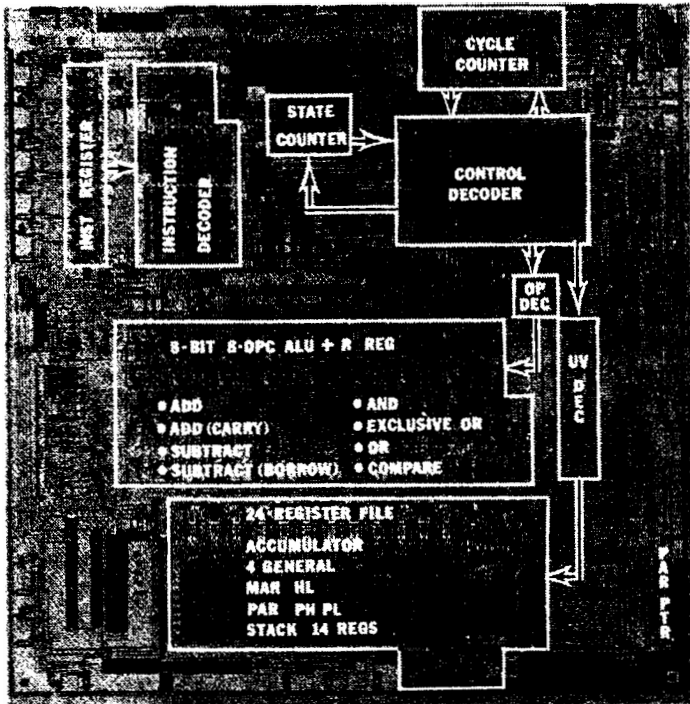 CYCLE
COUNTER
STATE
COUNTER
INST REGISTER
INSTRUCTION
DECODER
CONTROL
DECODER
OP
DEC.
8-BIT 8-OPC ALU + R REG
• ADD
• ADD (CARRY)
• SUBTRACT
• SUBTRACT (BORROW)
• AND
• EXCLUSIVE OR
• OR
• COMPARE
UV
DEC
24-REGISTER FILE
ACCUMULATOR
4 GENERAL
MAR HL
PAR PH PL
STACK 14 REGS
PAR PTR.